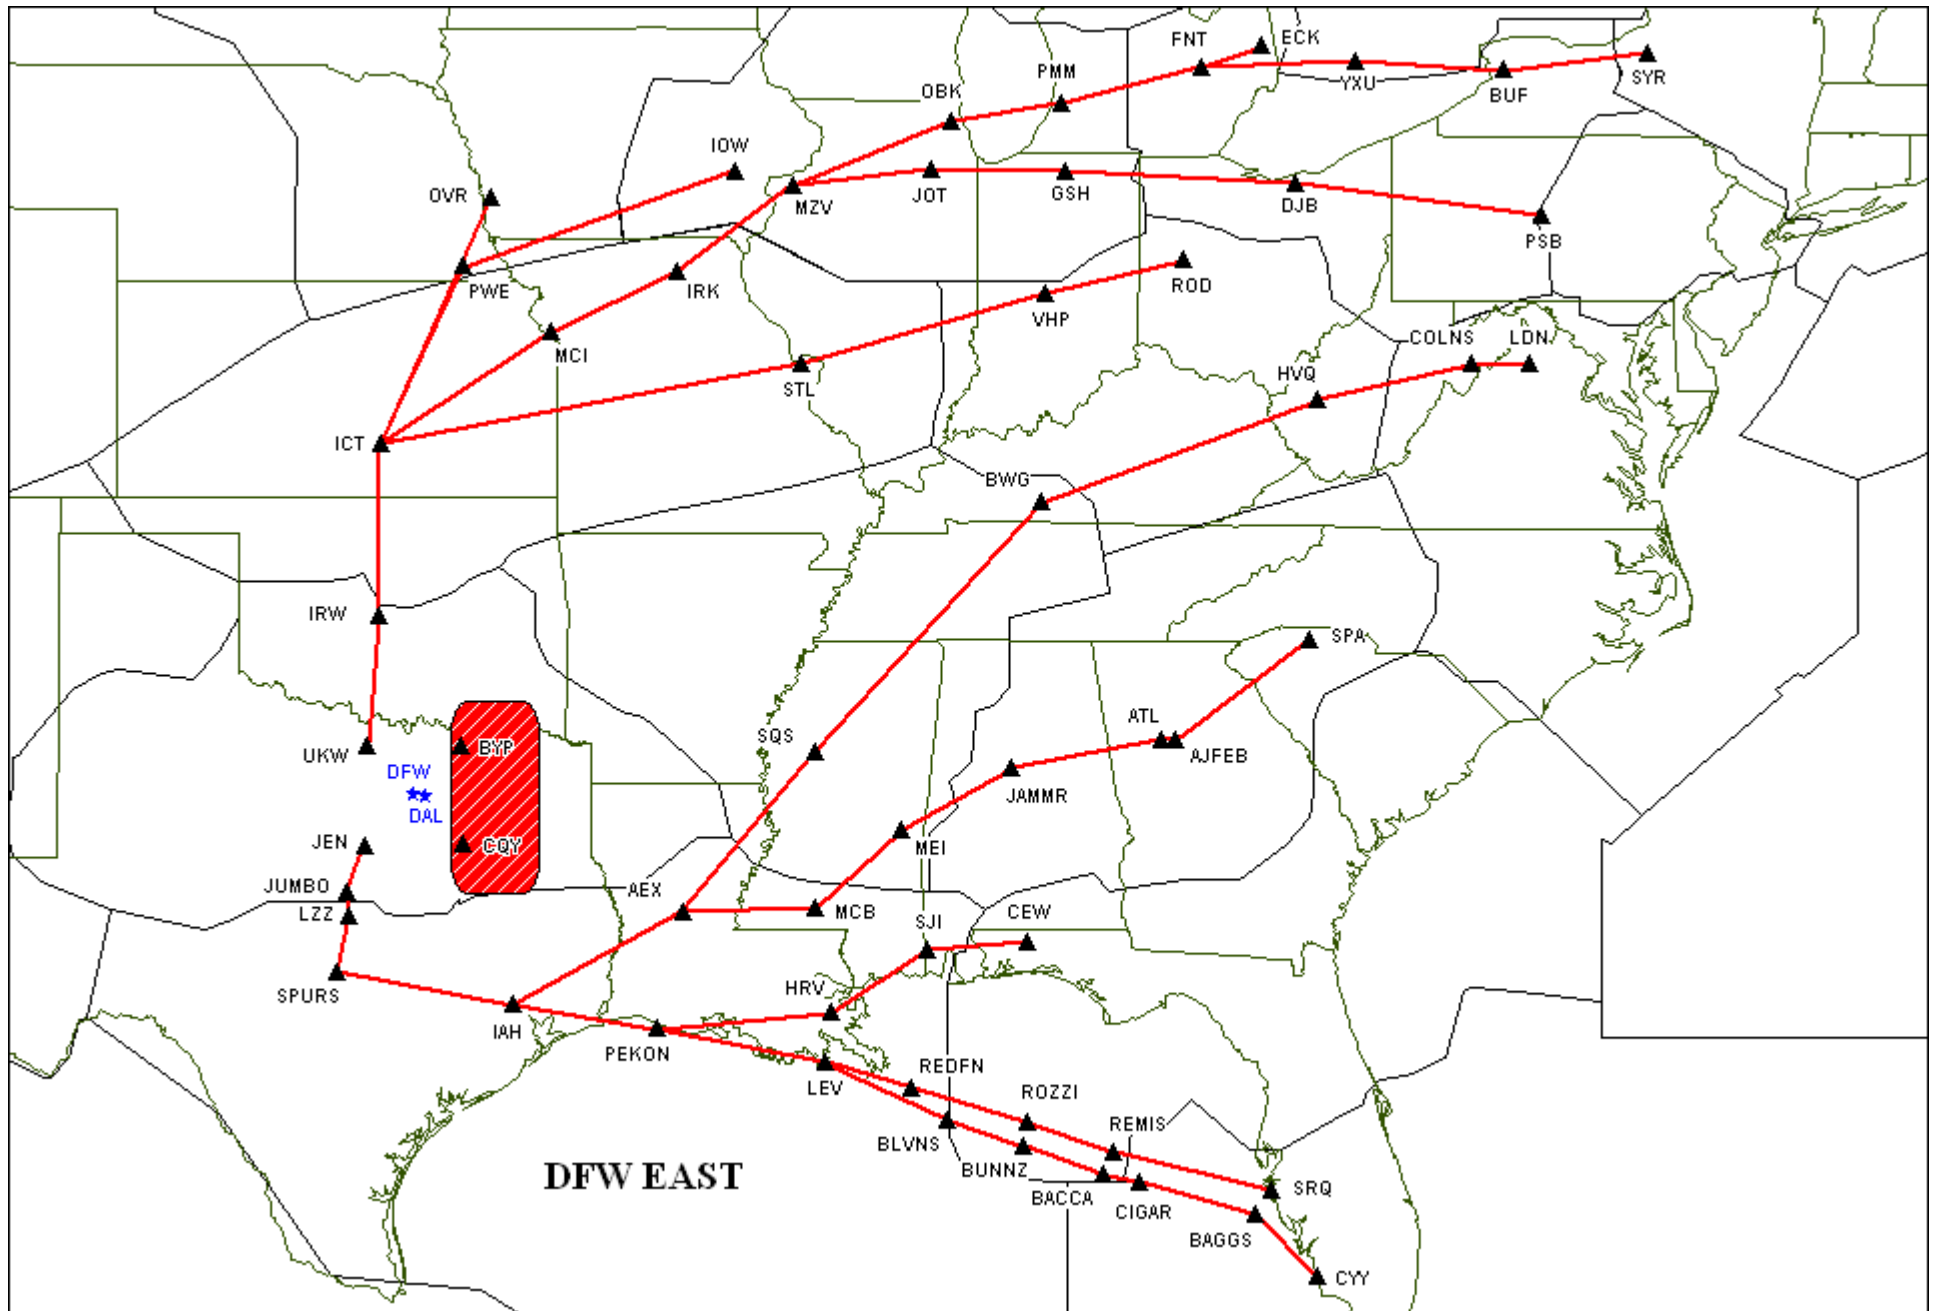 FNT
ECK
PMM
YXU
SYR
OBK
BUF
IOW
OVR
MZV
JOT
GSH
DJB
PSB
PWE
IRK
ROD
VHP
COLNS
LDN
MCI
STL
HVQ
ICT
BWG
IRW
SPA
ATL
SQS
UKW
BYP
AJFEB
DFW
JAMMR
DAL
JEN
CQY
MEI
JUMBO
AEX
LZZ
MCB
SJI
CEW
SPURS
HRV
IAH
PEKON
REDFN
LEV
ROZZI
REMIS
BLVNS
DFW EAST
BUNNZ
BACCA
SRQ
CIGAR
BAGGS
CYY